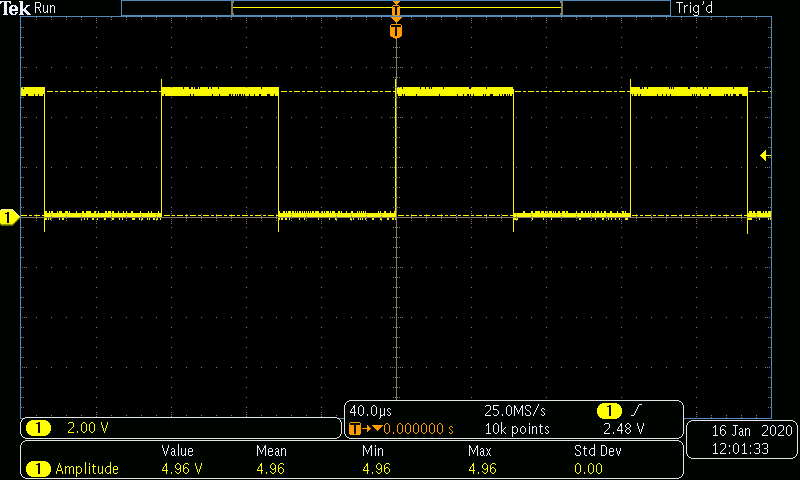 Tek Run Trig'd
T
T
1
1 2.00 V
40.0µs 25.0MS/s 1
T 0.000000 s 10k points 2.48 V
16 Jan 2020
12:01:33
Value Mean Min Max Std Dev
1 Amplitude 4.96 V 4.96 4.96 4.96 0.00